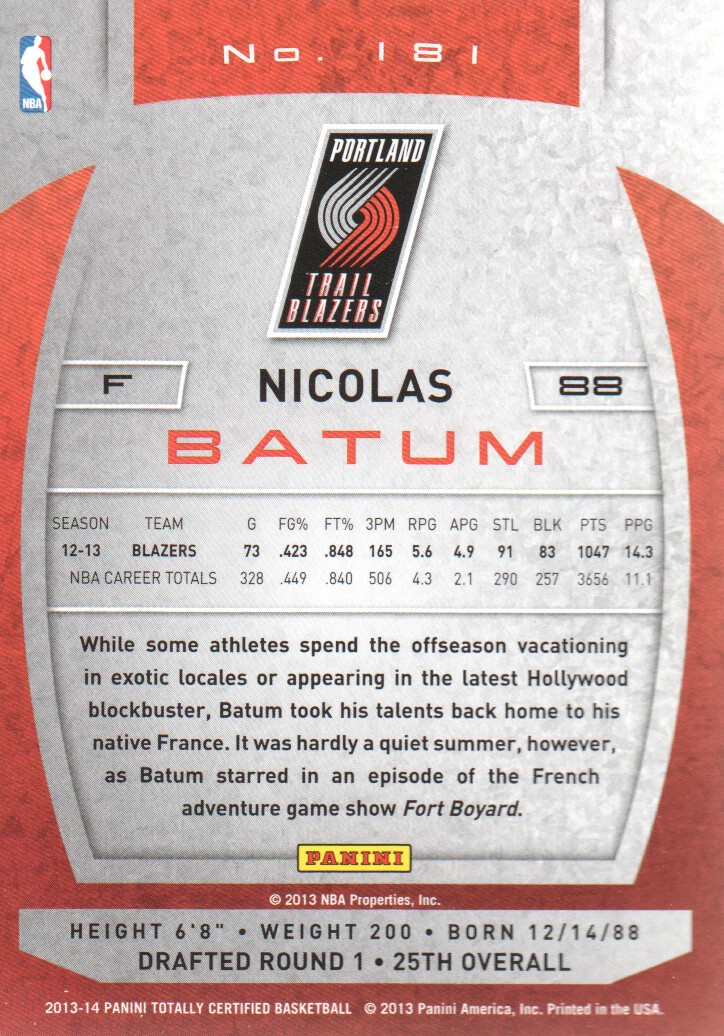 No. 181
NBA
PORTLAND
TRAIL
BLAZERS
F NICOLAS 88
BATUM
SEASON TEAM G FG% FT% 3PM RPG APG STL BLK PTS PPG
12-13 BLAZERS 73 .423 .848 165 5.6 4.9 91 83 1047 14.3
NBA CAREER TOTALS 328 .449 .840 506 4.3 2.1 290 257 3656 11.1
While some athletes spend the offseason vacationing
in exotic locales or appearing in the latest Hollywood
blockbuster, Batum took his talents back home to his
native France. It was hardly a quiet summer, however,
as Batum starred in an episode of the French
adventure game show Fort Boyard.
PANINI
© 2013 NBA Properties, Inc.
HEIGHT 6'8" • WEIGHT 200 • BORN 12/14/88
DRAFTED ROUND 1 • 25TH OVERALL
2013-14 PANINI TOTALLY CERTIFIED BASKETBALL © 2013 Panini America, Inc. Printed in the USA.